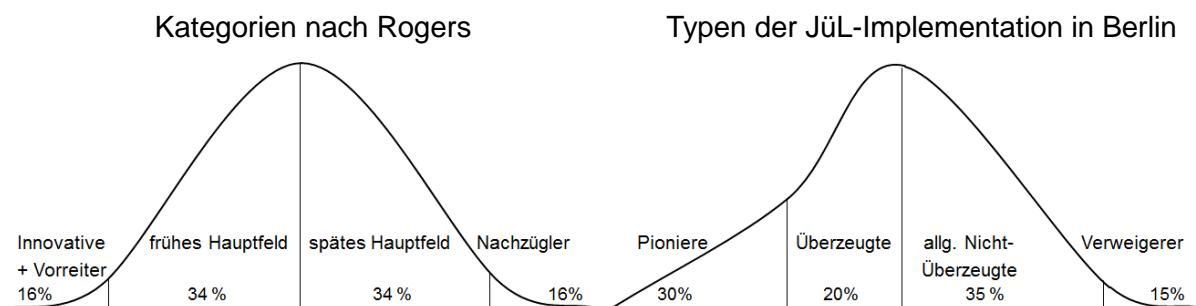 Kategorien nach Rogers
Innovative
+ Vorreiter
16%
frühes Hauptfeld
34 %
spätes Hauptfeld
34 %
Nachzügler
16%
Typen der JüL-Implementation in Berlin
Pioniere
30%
Überzeugte
20%
allg. Nicht-
Überzeugte
35 %
Verweigerer
15%